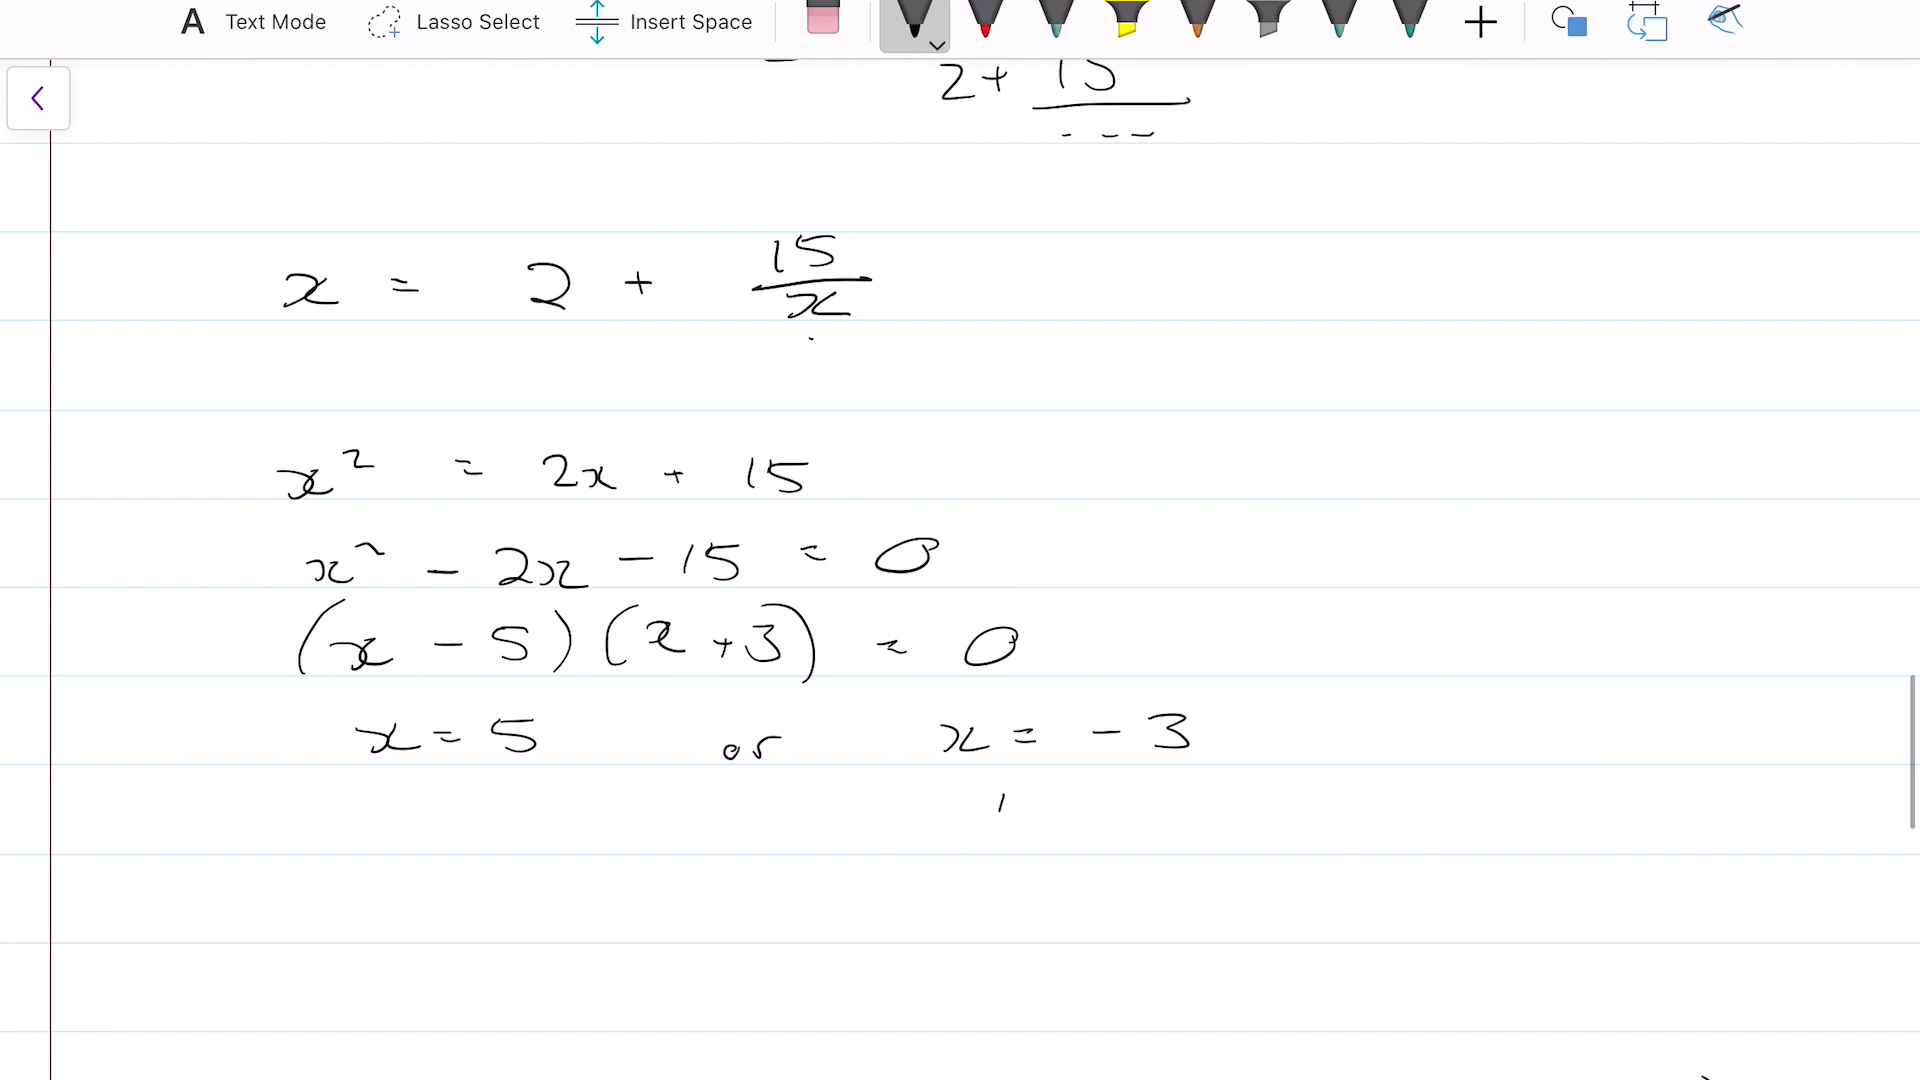 A Text Mode Lasso Select Insert Space
2 + 15
- - -
x = 2 + 15/x
x² = 2x + 15
x² - 2x - 15 = 0
(x - 5)(x + 3) = 0
x = 5 or x = - 3